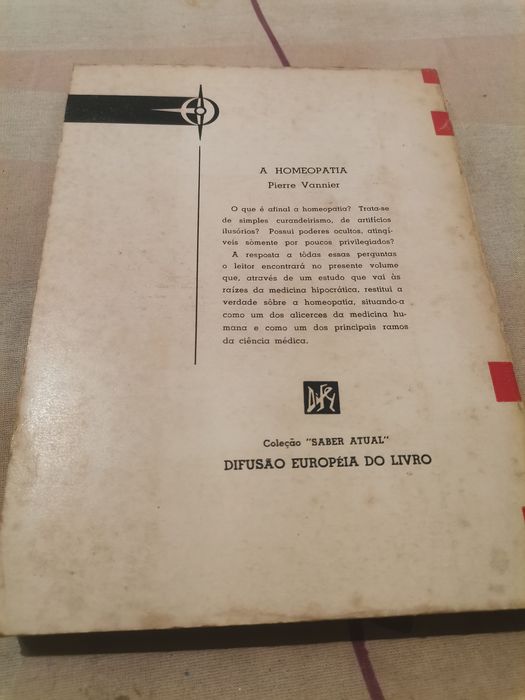 A HOMEOPATIA
Pierre Vannier
O que é afinal a homeopatia? Trata-se
de simples curandeirismo, de artifícios
ilusórios? Possui poderes ocultos, atingí-
veis sòmente por poucos privilegiados?
A resposta a tôdas essas perguntas
o leitor encontrará no presente volume
que, através de um estudo que vai às
raízes da medicina hipocrática, restitui a
verdade sôbre a homeopatia, situando-a
como um dos alicerces da medicina hu-
mana e como um dos principais ramos
da ciência médica.
Difel
Coleção "SABER ATUAL"
DIFUSÃO EUROPÉIA DO LIVRO